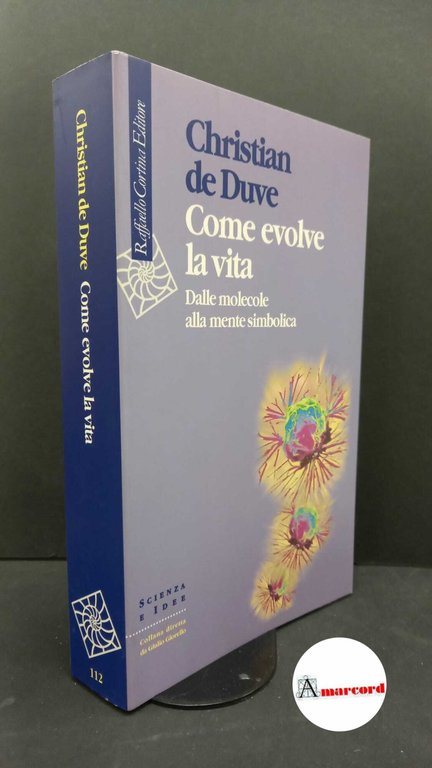 Christian de Duve Come evolve la vita
112
Raffaello Cortina Editore
Christian
de Duve
Come evolve
la vita
Dalle molecole
alla mente simbolica
SCIENZA
E IDEE
Collana diretta
da Giulio Giorello
Amarcord